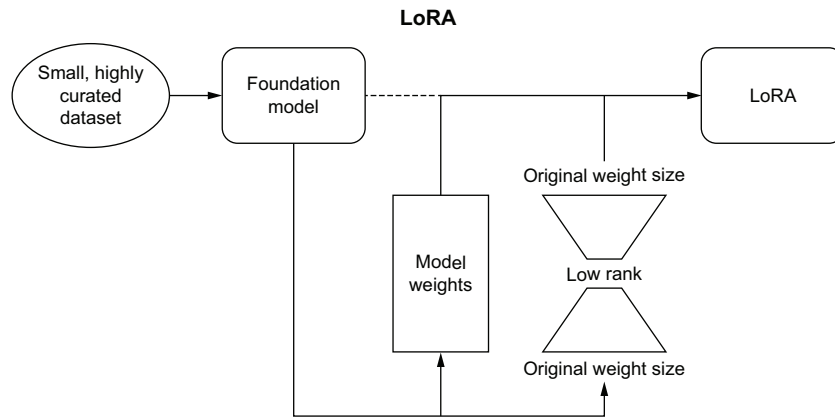 LoRA
Small, highly
curated
dataset
Foundation
model
LoRA
Original weight size
Model
weights
Low rank
Original weight size